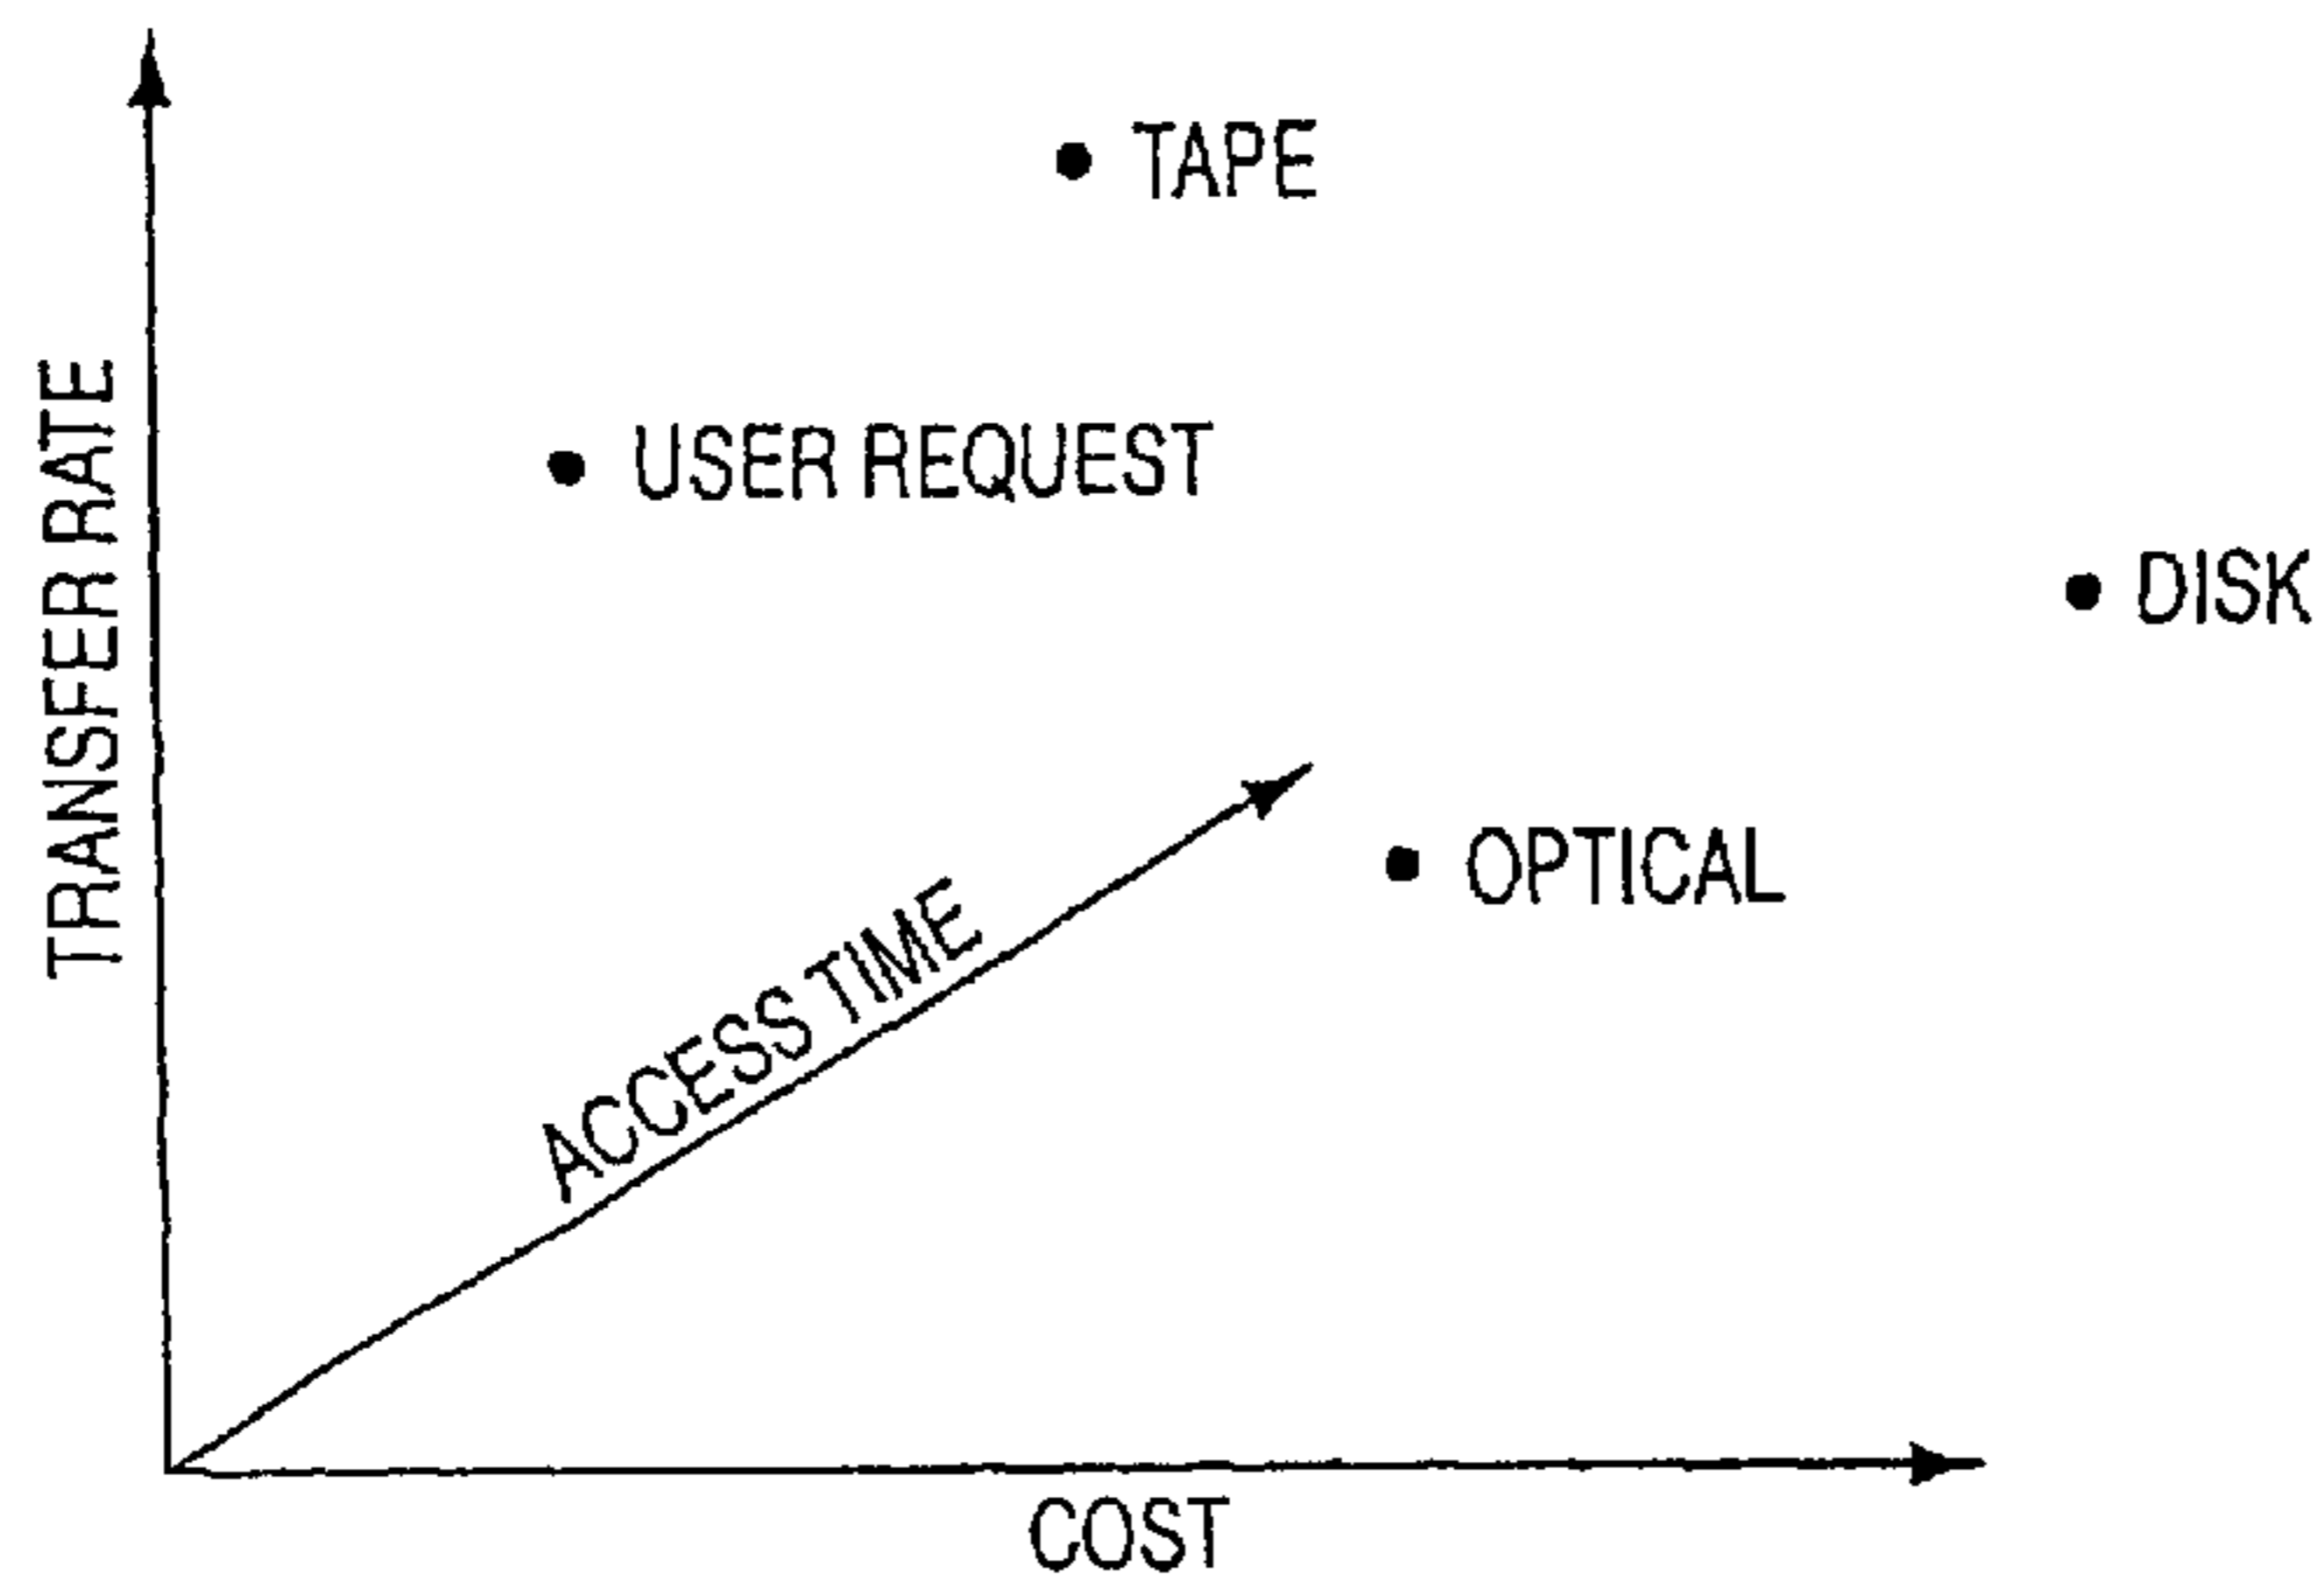 TAPE
USER REQUEST
DISK
TRANSFER RATE
OPTICAL
ACCESS TIME
COST